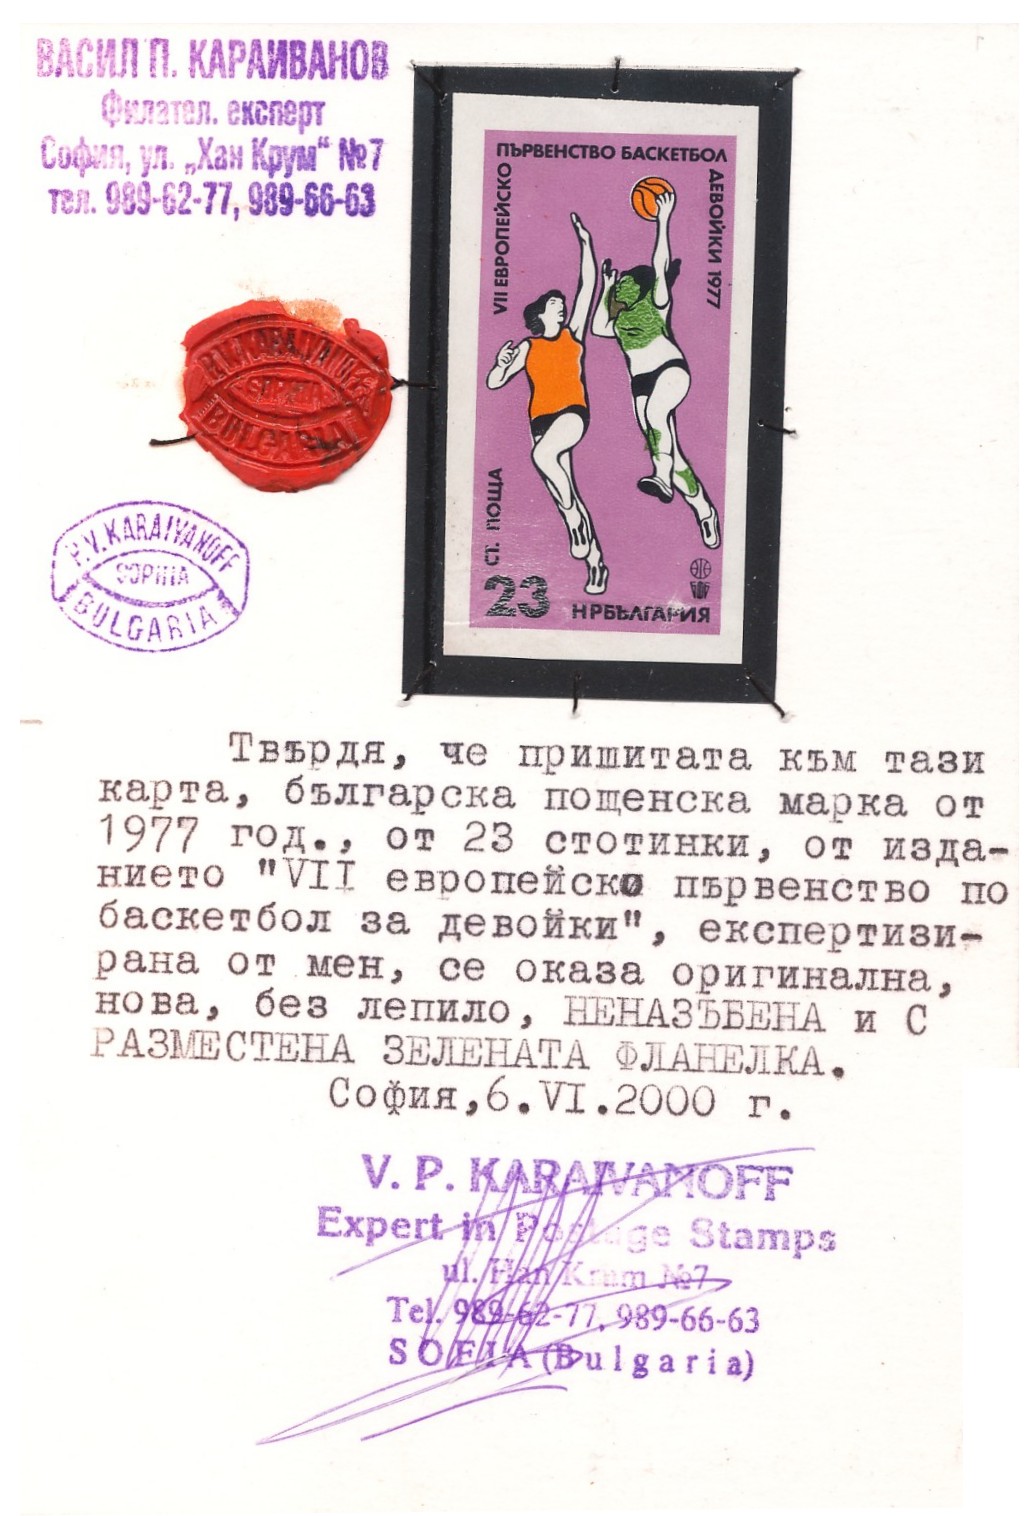 ВАСИЛ П. КАРАИВАНОВ
Филател. експерт
София, ул. „Хан Крум“ №7
тел. 989-62-77, 989-66-63
VII ЕВРОПЕЙСКО
ПЪРВЕНСТВО БАСКЕТБОЛ
ДЕВОЙКИ 1977
СТ. ПОЩА
23
НРБЪЛГАРИЯ
БФБ
BULGARIA
P.V.KARAIVANOFF
SOPHIA
BULGARIA
Твърдя, че пришитата към тази
карта, българска пощенска марка от
1977 год., от 23 стотинки, от изда-
нието "VII европейско първенство по
баскетбол за девойки", експертизи-
рана от мен, се оказа оригинална,
нова, без лепило, НЕНАЗЪБЕНА и С
РАЗМЕСТЕНА ЗЕЛЕНАТА ФЛАНЕЛКА.
София,6.VI.2000 г.
V. P. KARAIVANOFF
Expert in Postage Stamps
ul. Han Krum №7
Tel. 989-62-77, 989-66-63
SOFIA (Bulgaria)